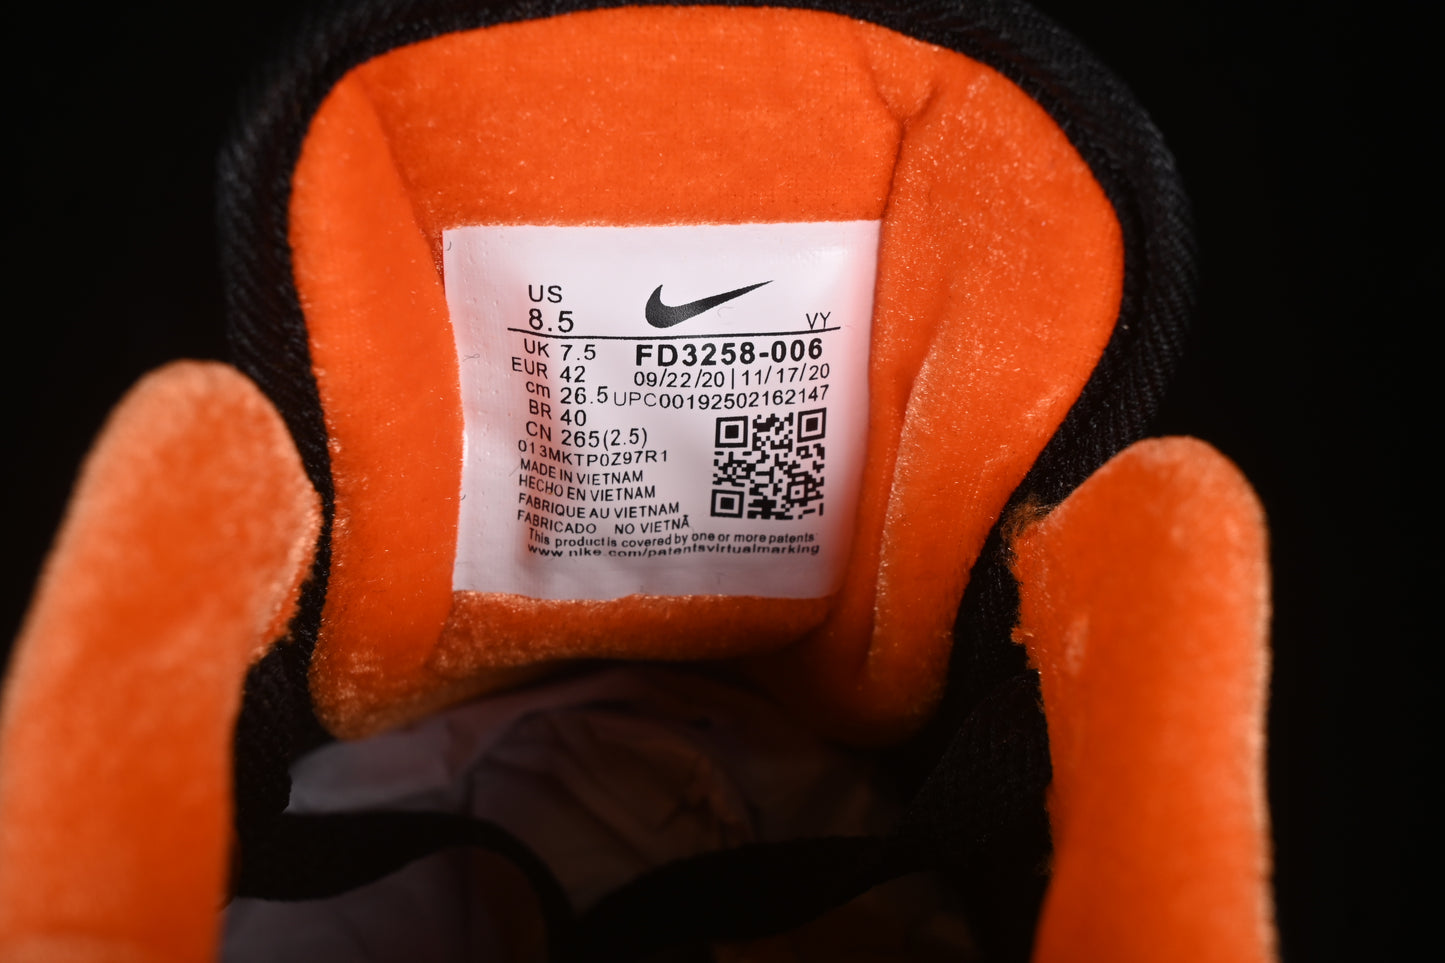 US
8.5
VY
UK 7.5
EUR 42
cm 26.5
BR 40
CN 265(2.5)
FD3258-006
09/22/20|11/17/20
UPC00192502162147
013MKTP0Z97R1
MADE IN VIETNAM
HECHO EN VIETNAM
FABRIQUE AU VIETNAM
FABRICADO NO VIETNÃ
This product is covered by one or more patents
www.nike.com/patentsvirtualmarking